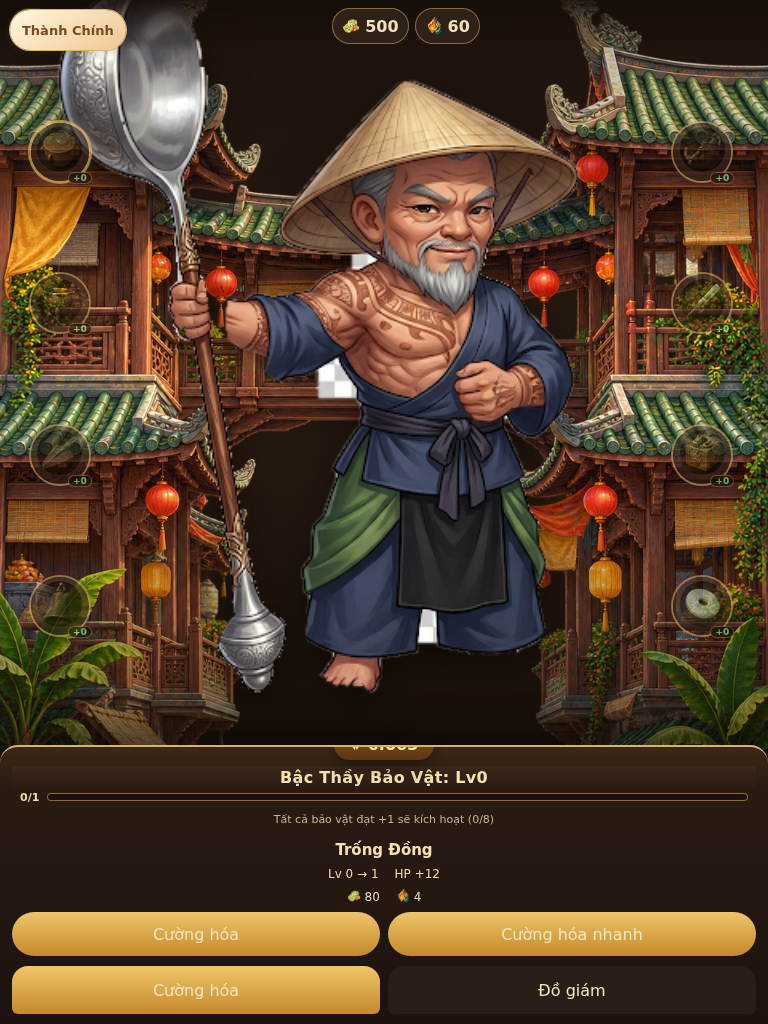 Thành Chính
500
60
+0
+0
+0
+0
+0
+0
+0
+0
Bậc Thầy Bảo Vật: Lv0
0/1
Tất cả bảo vật đạt +1 sẽ kích hoạt (0/8)
Trống Đồng
Lv 0 → 1 HP +12
80 4
Cường hóa
Cường hóa nhanh
Cường hóa
Đồ giám